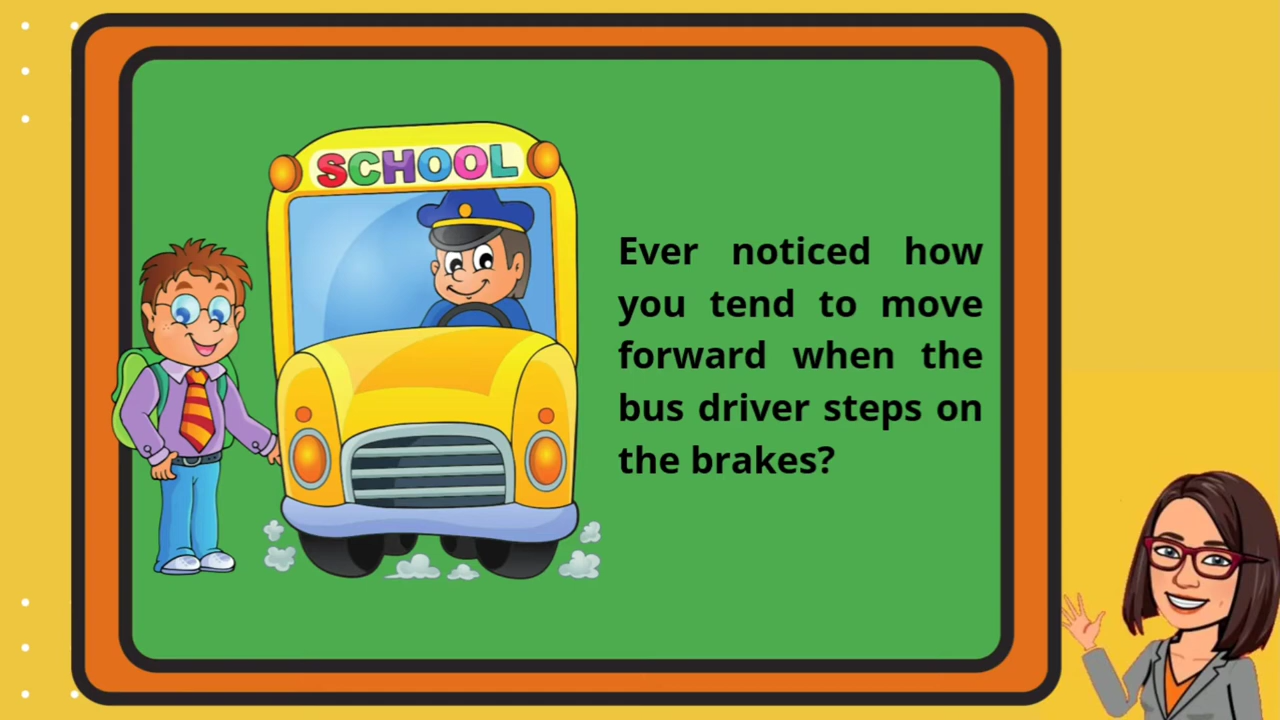 SCHOOL
Ever noticed how
you tend to move
forward when the
bus driver steps on
the brakes?